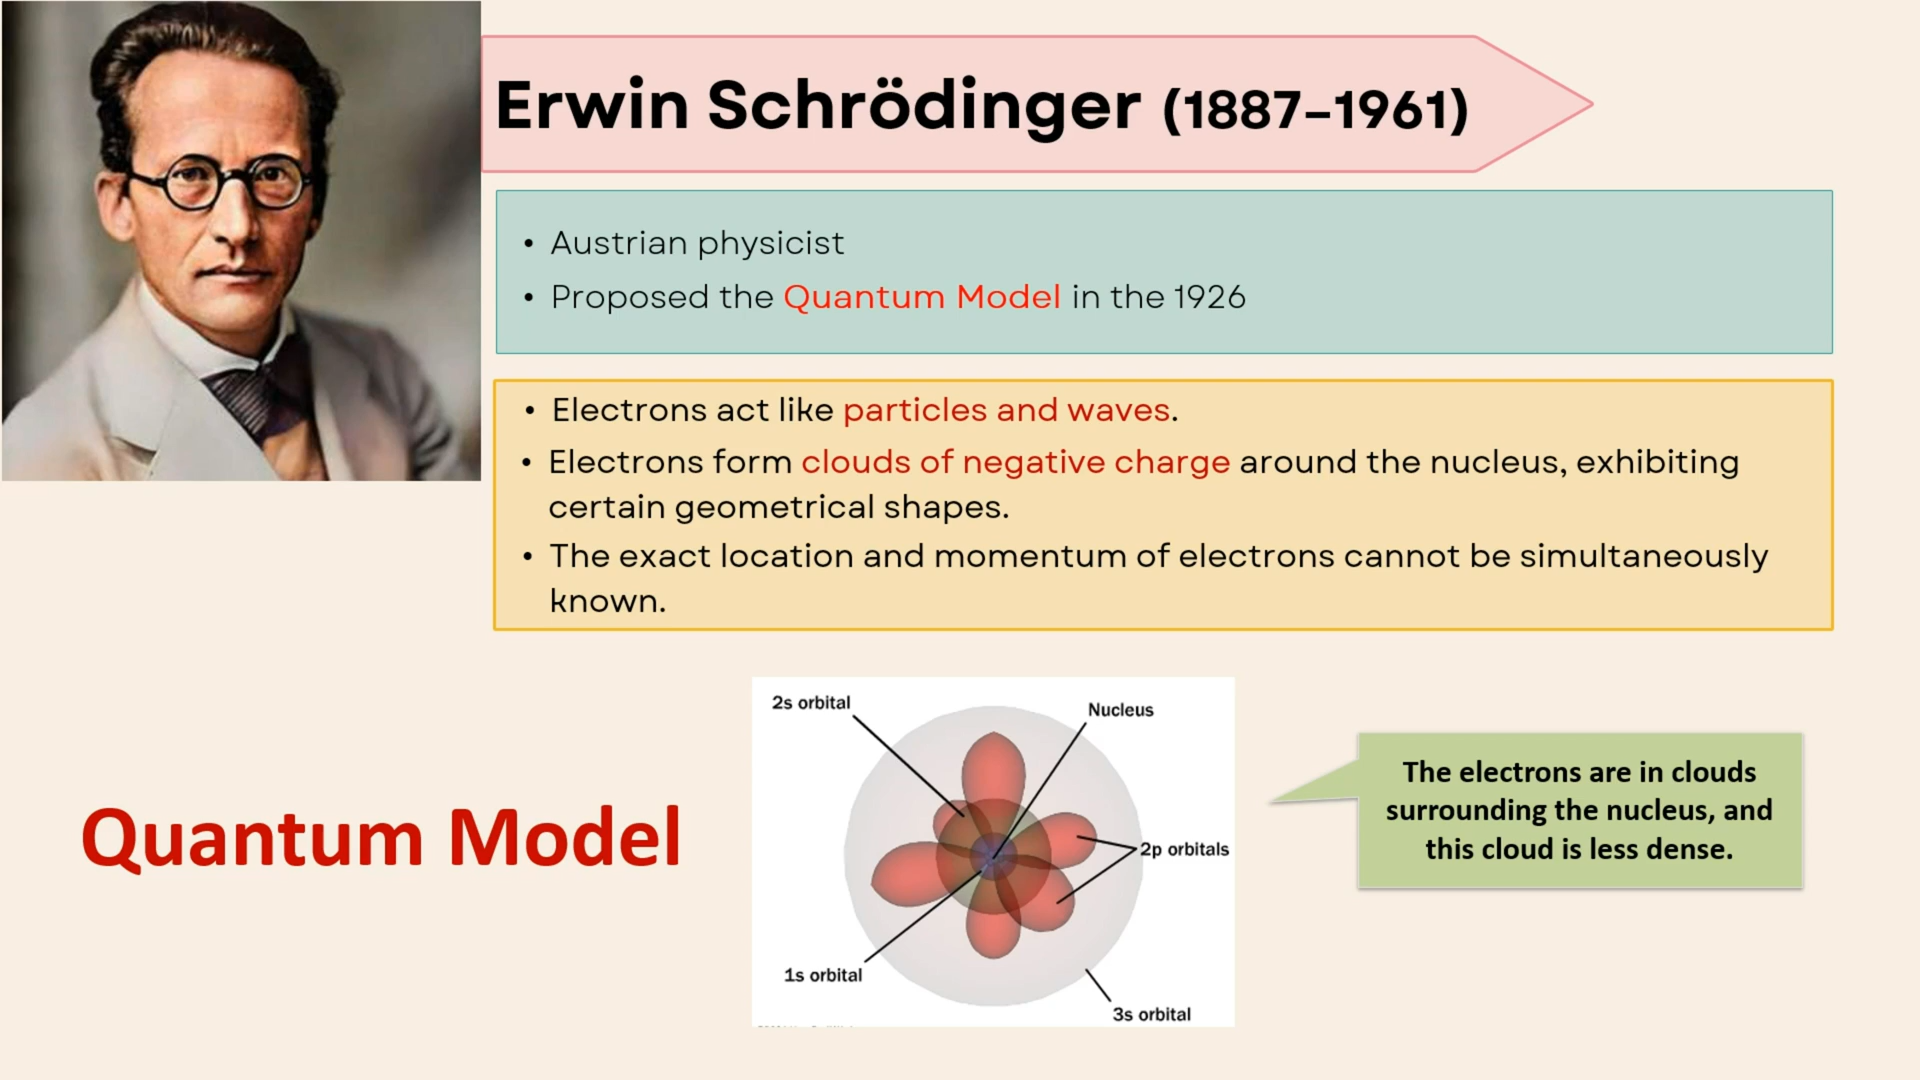 Erwin Schrödinger (1887–1961)
• Austrian physicist
• Proposed the Quantum Model in the 1926
• Electrons act like particles and waves.
• Electrons form clouds of negative charge around the nucleus, exhibiting
certain geometrical shapes.
• The exact location and momentum of electrons cannot be simultaneously
known.
Quantum Model
2s orbital
Nucleus
2p orbitals
1s orbital
3s orbital
The electrons are in clouds
surrounding the nucleus, and
this cloud is less dense.